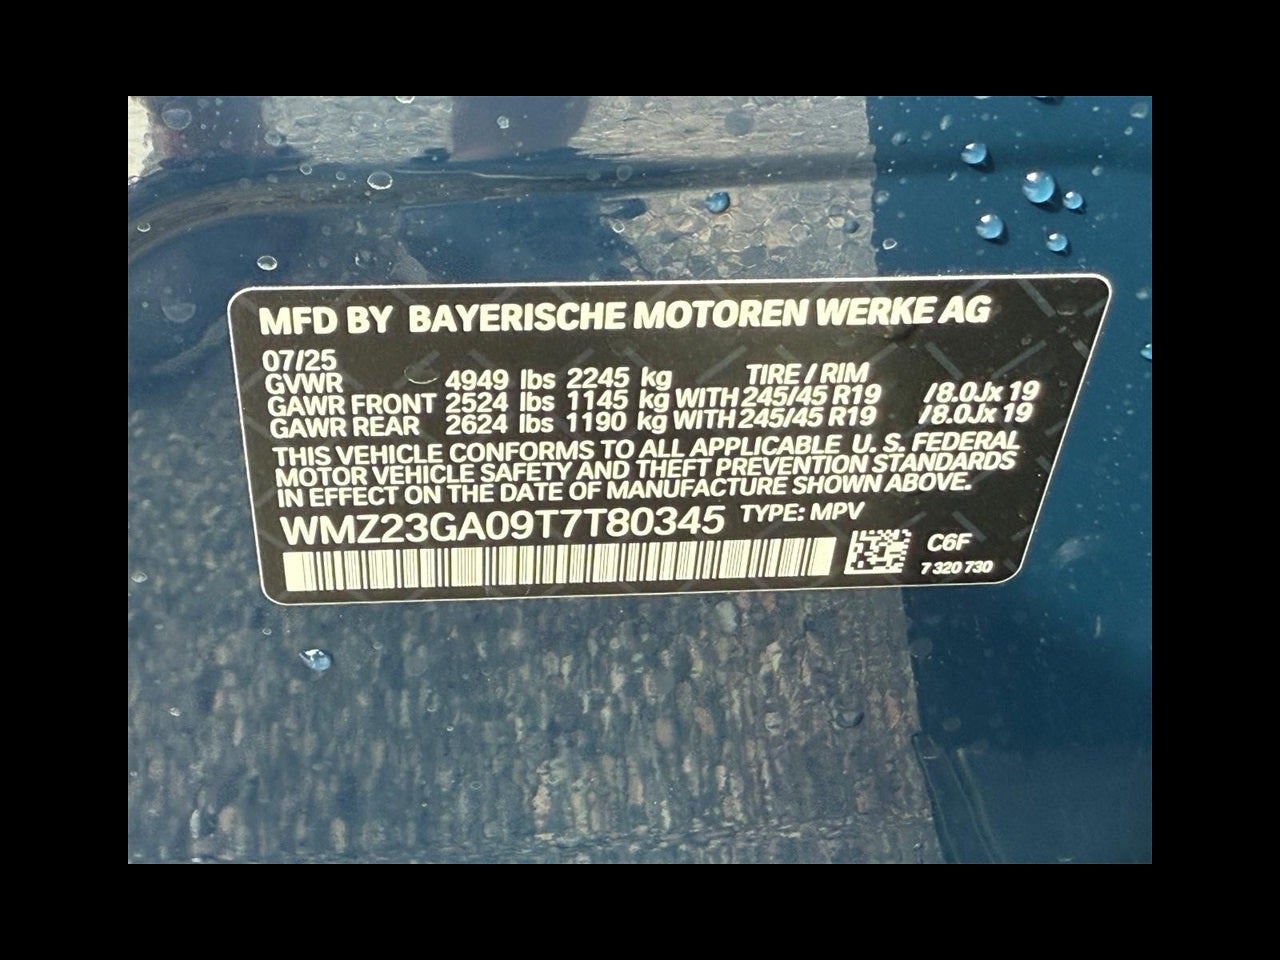 MFD BY BAYERISCHE MOTOREN WERKE AG
07/25
GVWR 4949 lbs 2245 kg TIRE / RIM
GAWR FRONT 2524 lbs 1145 kg WITH 245/45 R19 /8.0Jx 19
GAWR REAR 2624 lbs 1190 kg WITH 245/45 R19 /8.0Jx 19
THIS VEHICLE CONFORMS TO ALL APPLICABLE U. S. FEDERAL
MOTOR VEHICLE SAFETY AND THEFT PREVENTION STANDARDS
IN EFFECT ON THE DATE OF MANUFACTURE SHOWN ABOVE.
WMZ23GA09T7T80345 TYPE: MPV
C6F
7 320 730